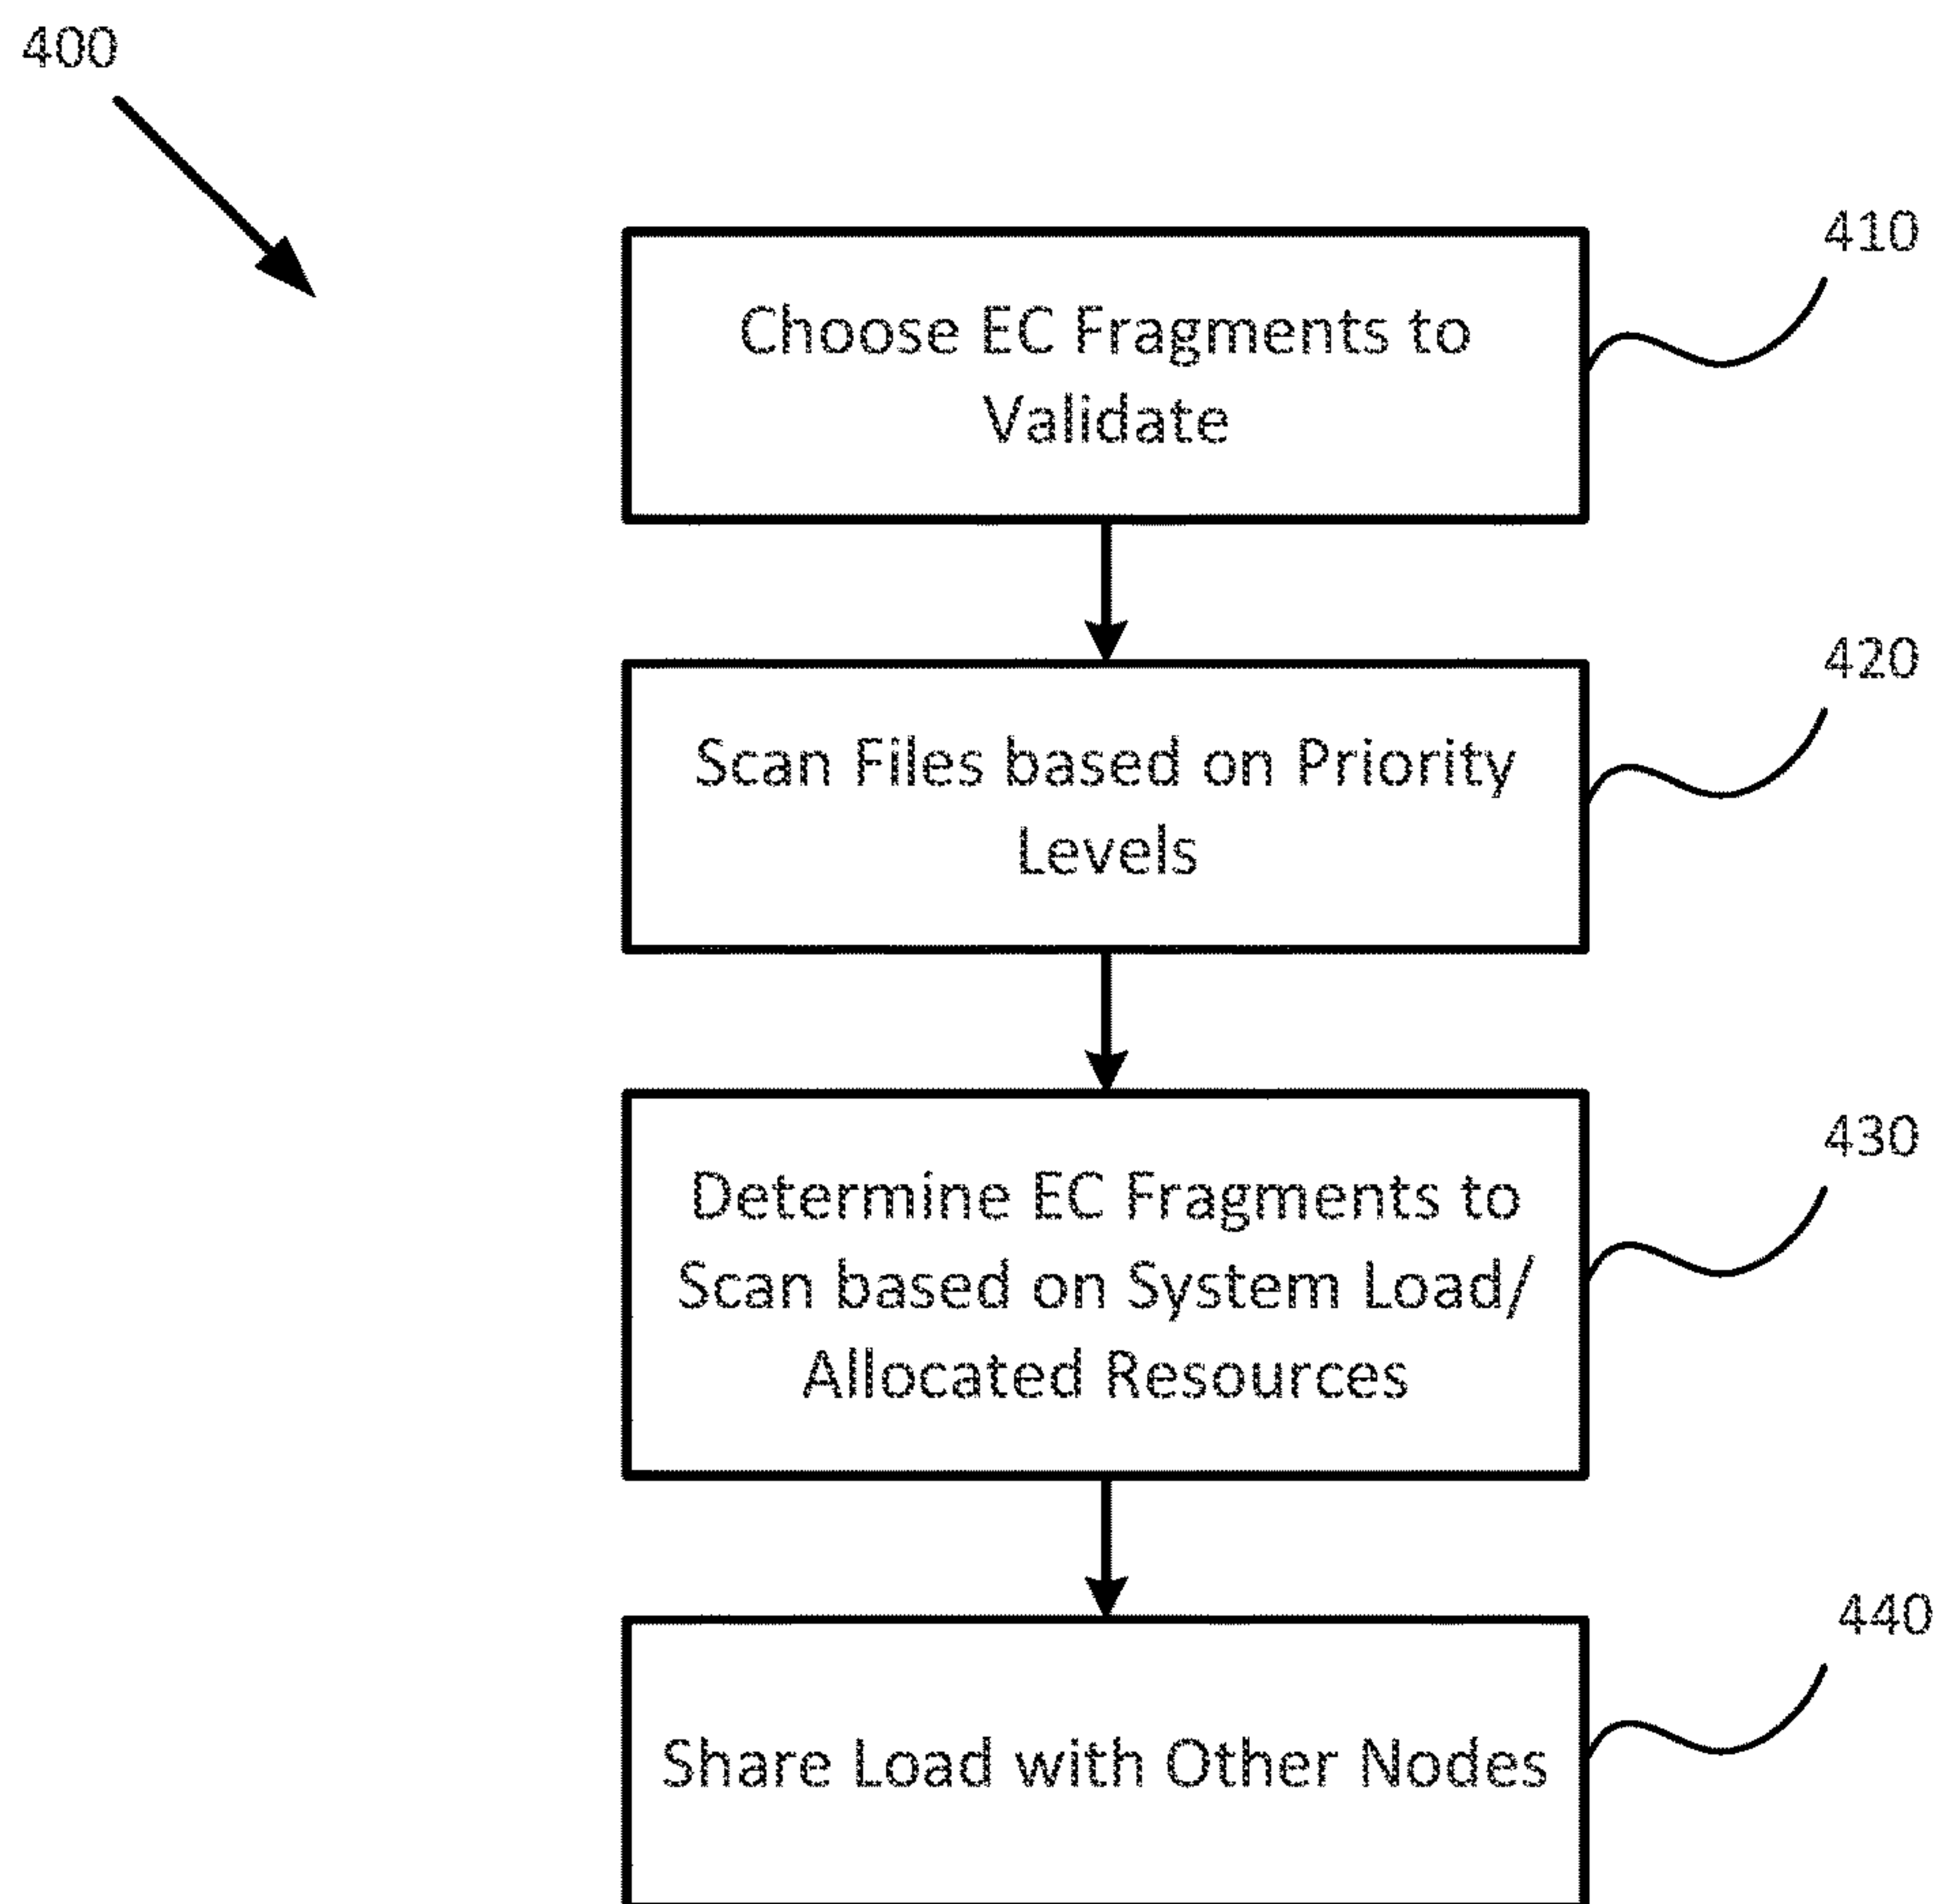 400
410
Choose EC Fragments to
Validate
420
Scan Files based on Priority
Levels
430
Determine EC Fragments to
Scan based on System Load/
Allocated Resources
440
Share Load with Other Nodes